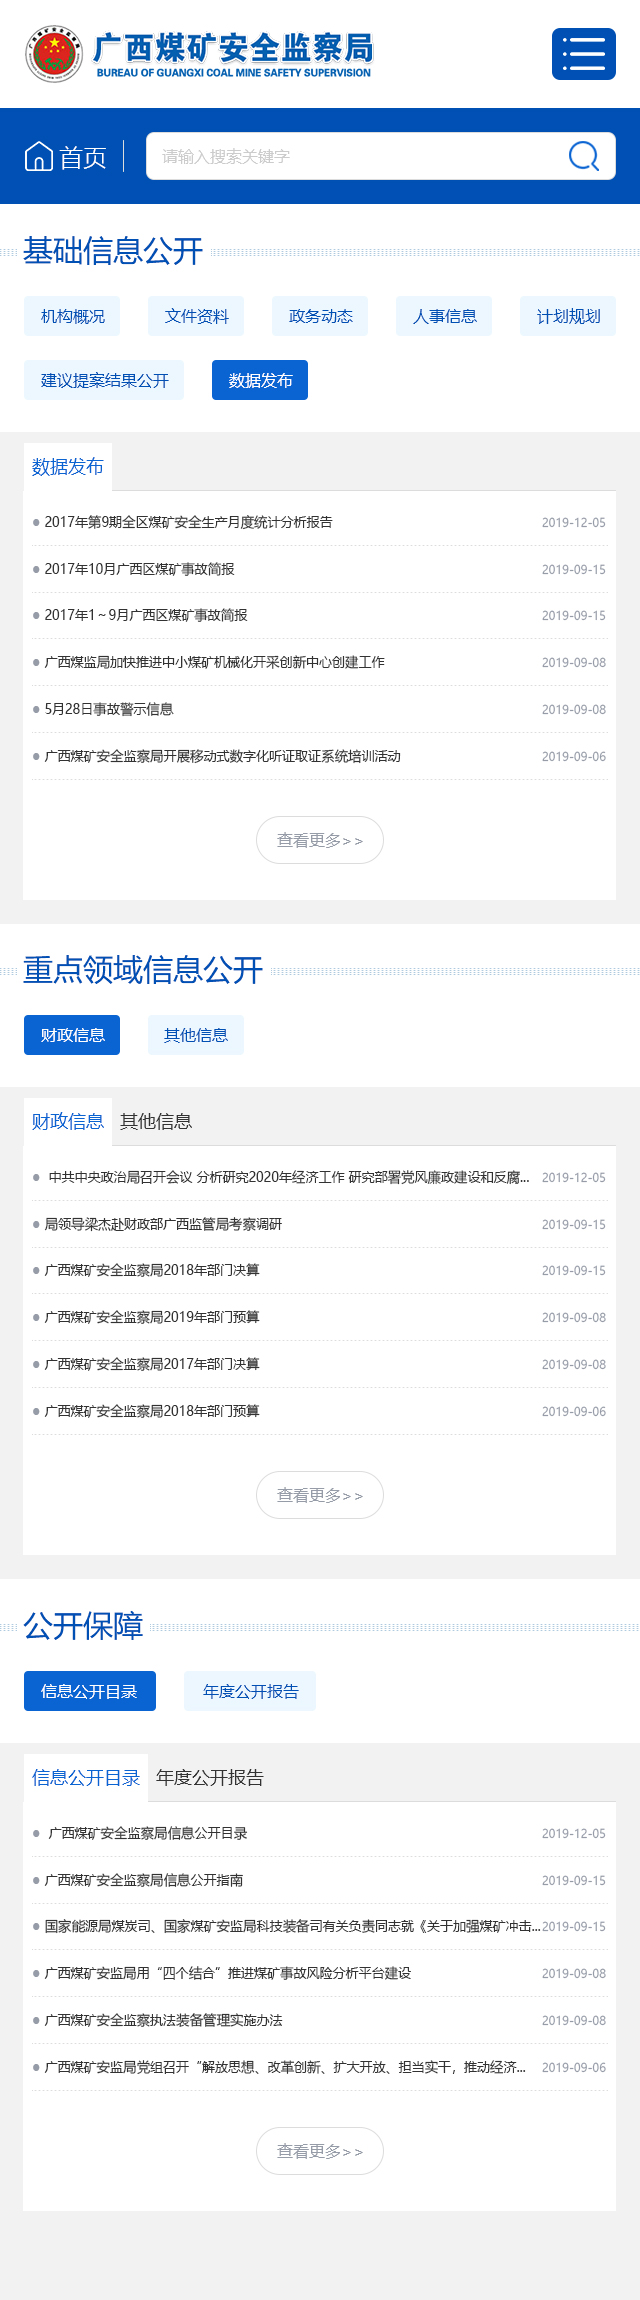 广西煤矿安全监察局
BUREAU OF GUANGXI COAL MINE SAFETY SUPERVISION
首页
请输入搜索关键字
基础信息公开
机构概况 文件资料 政务动态 人事信息 计划规划
建议提案结果公开 数据发布
数据发布
2017年第9期全区煤矿安全生产月度统计分析报告 2019-12-05
2017年10月广西区煤矿事故简报 2019-09-15
2017年1～9月广西区煤矿事故简报 2019-09-15
广西煤监局加快推进中小煤矿机械化开采创新中心创建工作 2019-09-08
5月28日事故警示信息 2019-09-08
广西煤矿安全监察局开展移动式数字化听证取证系统培训活动 2019-09-06
查看更多>>
重点领域信息公开
财政信息 其他信息
财政信息 其他信息
中共中央政治局召开会议 分析研究2020年经济工作 研究部署党风廉政建设和反腐... 2019-12-05
局领导梁杰赴财政部广西监管局考察调研 2019-09-15
广西煤矿安全监察局2018年部门决算 2019-09-15
广西煤矿安全监察局2019年部门预算 2019-09-08
广西煤矿安全监察局2017年部门决算 2019-09-08
广西煤矿安全监察局2018年部门预算 2019-09-06
查看更多>>
公开保障
信息公开目录 年度公开报告
信息公开目录 年度公开报告
广西煤矿安全监察局信息公开目录 2019-12-05
广西煤矿安全监察局信息公开指南 2019-09-15
国家能源局煤炭司、国家煤矿安监局科技装备司有关负责同志就《关于加强煤矿冲击... 2019-09-15
广西煤矿安监局用“四个结合”推进煤矿事故风险分析平台建设 2019-09-08
广西煤矿安全监察执法装备管理实施办法 2019-09-08
广西煤矿安监局党组召开“解放思想、改革创新、扩大开放、担当实干，推动经济... 2019-09-06
查看更多>>